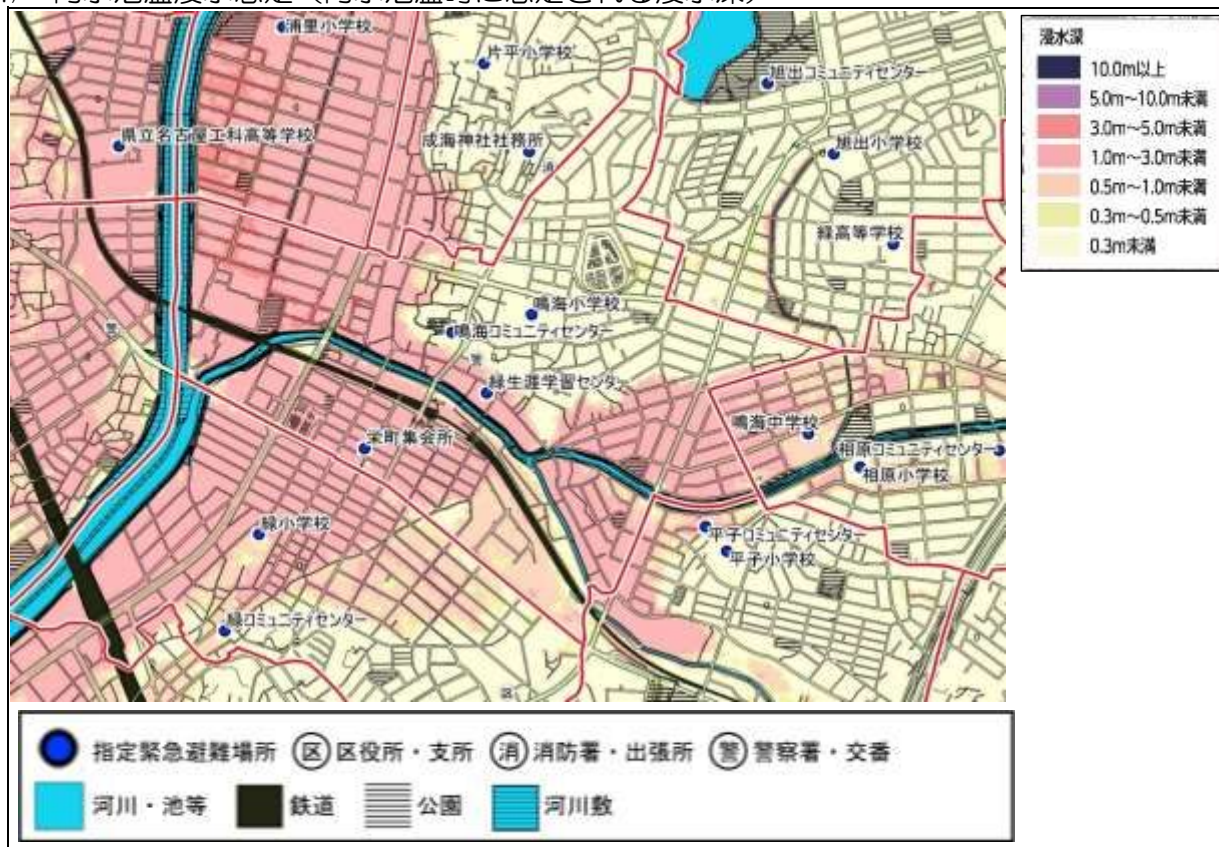 浸水深
10.0m以上
5.0m～10.0m未満
3.0m～5.0m未満
1.0m～3.0m未満
0.5m～1.0m未満
0.3m～0.5m未満
0.3m未満
浦里小学校
片平小学校
旭出コミュニティセンター
県立名古屋工科高等学校
成海神社社務所
消
旭出小学校
緑高等学校
鳴海小学校
鳴海コミュニティセンター
警
警
緑生涯学習センター
鳴海中学校
栄町集会所
相原コミュニティセンター
相原小学校
緑小学校
平子コミュニティセンター
平子小学校
緑コミュニティセンター
区
指定緊急避難場所 区 区役所・支所 消 消防署・出張所 警 警察署・交番
河川・池等 鉄道 公園 河川敷